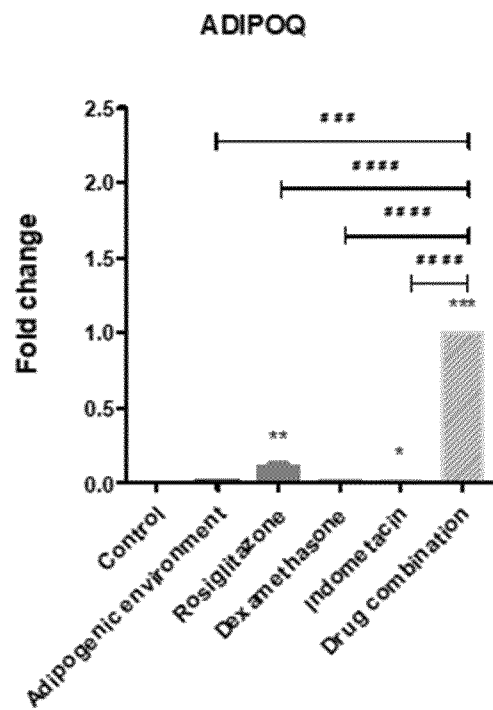 ADIPOQ
Fold change
2.5
2.0
1.5
1.0
0.5
0.0
###
####
####
####
***
**
*
Control
Adipogenic environment
Rosiglitazone
Dexamethasone
Indometacin
Drug combination